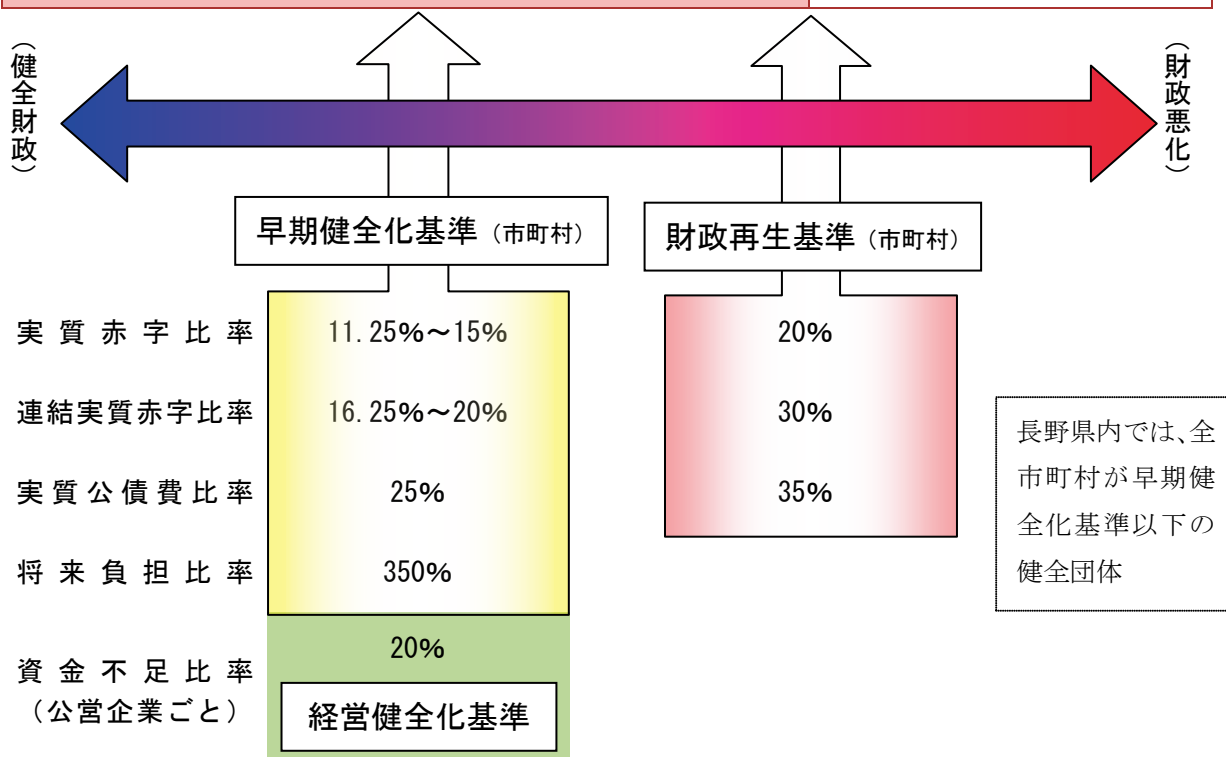 （健全財政）
（財政悪化）
早期健全化基準（市町村）
財政再生基準（市町村）
実質赤字比率
11.25%～15%
20%
連結実質赤字比率
16.25%～20%
30%
実質公債費比率
25%
35%
将来負担比率
350%
資金不足比率
（公営企業ごと）
20%
経営健全化基準
長野県内では、全
市町村が早期健
全化基準以下の
健全団体